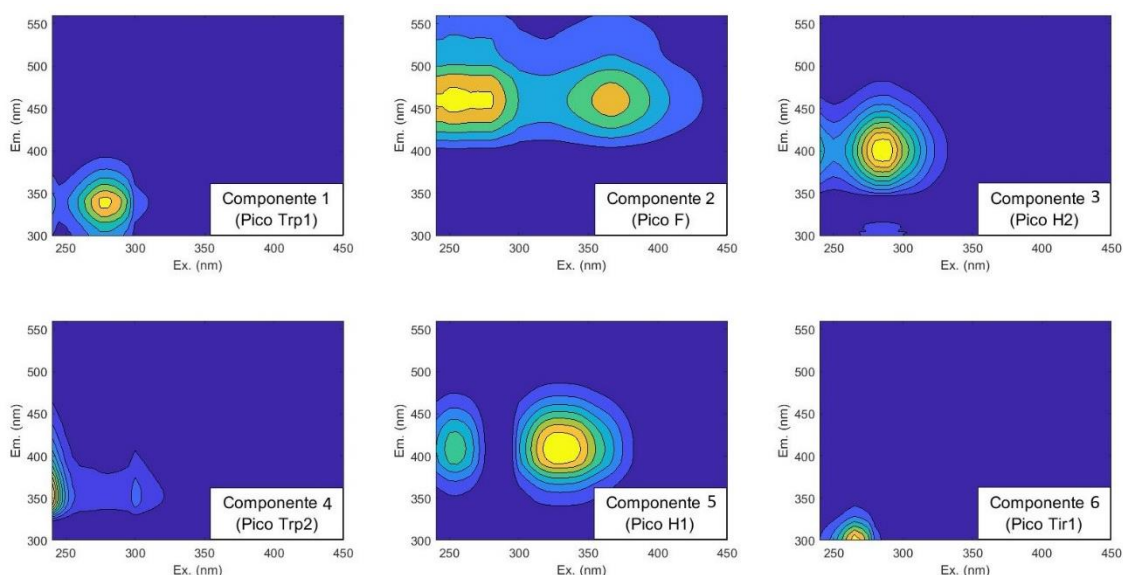 550
500
450
400
350
300
Em. (nm)
250 300 350 400 450
Ex. (nm)
Componente 1
(Pico Trp1)
550
500
450
400
350
300
Em. (nm)
250 300 350 400 450
Ex. (nm)
Componente 2
(Pico F)
550
500
450
400
350
300
Em. (nm)
250 300 350 400 450
Ex. (nm)
Componente 3
(Pico H2)
550
500
450
400
350
300
Em. (nm)
250 300 350 400 450
Ex. (nm)
Componente 4
(Pico Trp2)
550
500
450
400
350
300
Em. (nm)
250 300 350 400 450
Ex. (nm)
Componente 5
(Pico H1)
550
500
450
400
350
300
Em. (nm)
250 300 350 400 450
Ex. (nm)
Componente 6
(Pico Tir1)